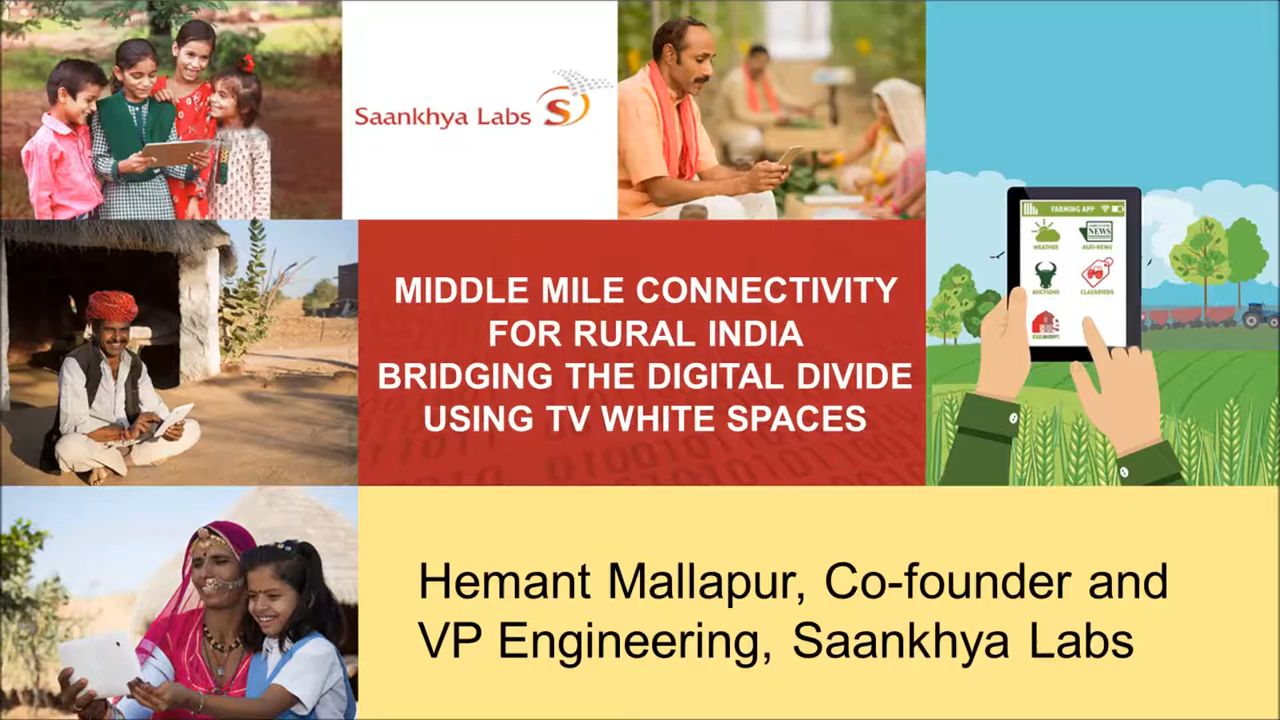 Saankhya Labs
MIDDLE MILE CONNECTIVITY
FOR RURAL INDIA
BRIDGING THE DIGITAL DIVIDE
USING TV WHITE SPACES
FARMING APP
WEATHER
NEWS
AGRI-NEWS
AUCTIONS
CLASSIFIEDS
Hemant Mallapur, Co-founder and
VP Engineering, Saankhya Labs